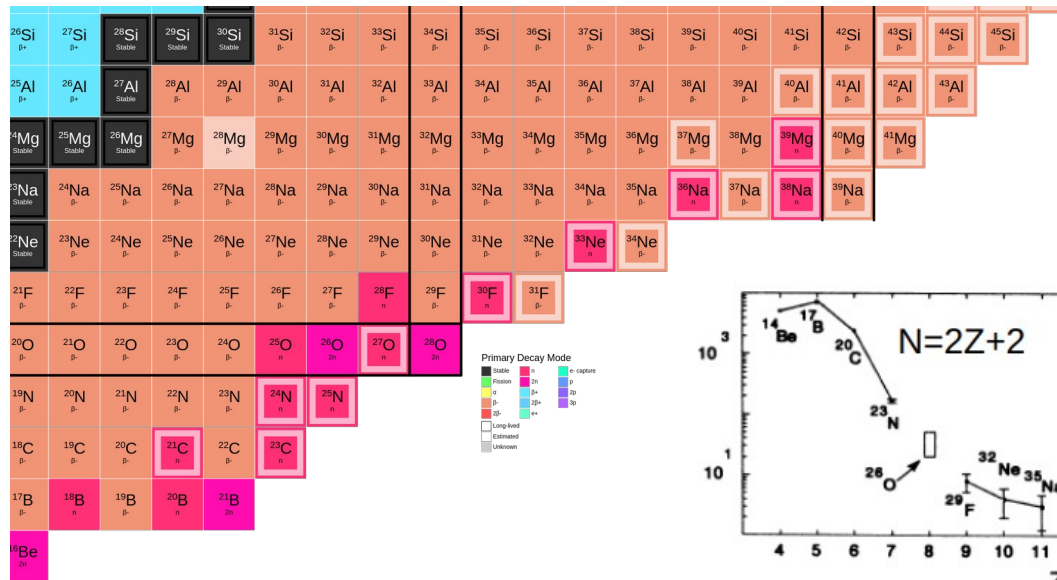 ²⁶Si ²⁷Si ²⁸Si ²⁹Si ³⁰Si ³¹Si ³²Si ³³Si ³⁴Si ³⁵Si ³⁶Si ³⁷Si ³⁸Si ³⁹Si ⁴⁰Si ⁴¹Si ⁴²Si ⁴³Si ⁴⁴Si ⁴⁵Si
β+ β+ Stable Stable Stable β- β- β- β- β- β- β- β- β- β- β- β- β- β- β-
²⁵Al ²⁶Al ²⁷Al ²⁸Al ²⁹Al ³⁰Al ³¹Al ³²Al ³³Al ³⁴Al ³⁵Al ³⁶Al ³⁷Al ³⁸Al ³⁹Al ⁴⁰Al ⁴¹Al ⁴²Al ⁴³Al
β+ β+ Stable β- β- β- β- β- β- β- β- β- β- β- β- β- β- β- β-
²⁴Mg ²⁵Mg ²⁶Mg ²⁷Mg ²⁸Mg ²⁹Mg ³⁰Mg ³¹Mg ³²Mg ³³Mg ³⁴Mg ³⁵Mg ³⁶Mg ³⁷Mg ³⁸Mg ³⁹Mg ⁴⁰Mg ⁴¹Mg
Stable Stable Stable β- β- β- β- β- β- β- β- β- β- β- β- n β- β-
²³Na ²⁴Na ²⁵Na ²⁶Na ²⁷Na ²⁸Na ²⁹Na ³⁰Na ³¹Na ³²Na ³³Na ³⁴Na ³⁵Na ³⁶Na ³⁷Na ³⁸Na ³⁹Na
Stable β- β- β- β- β- β- β- β- β- β- β- β- n β- n β-
²²Ne ²³Ne ²⁴Ne ²⁵Ne ²⁶Ne ²⁷Ne ²⁸Ne ²⁹Ne ³⁰Ne ³¹Ne ³²Ne ³³Ne ³⁴Ne
Stable β- β- β- β- β- β- β- β- β- β- n β-
²¹F ²²F ²³F ²⁴F ²⁵F ²⁶F ²⁷F ²⁸F ²⁹F ³⁰F ³¹F
β- β- β- β- β- β- β- n β- n β-
²⁰O ²¹O ²²O ²³O ²⁴O ²⁵O ²⁶O ²⁷O ²⁸O
β- β- β- β- β- n 2n n 2n
¹⁹N ²⁰N ²¹N ²²N ²³N ²⁴N ²⁵N
β- β- β- β- β- n n
¹⁸C ¹⁹C ²⁰C ²¹C ²²C ²³C
β- β- β- n β- n
¹⁷B ¹⁸B ¹⁹B ²⁰B ²¹B
β- n β- n 2n
¹⁶Be
2n
Primary Decay Mode
Stable n e- capture
Fission 2n p
α β+ 2p
β- 2β+ 3p
2β- e+
Long-lived
Estimated
Unknown
N=2Z+2
10³
10¹
¹⁴Be
¹⁷B
²⁰C
²³N
²⁶O
²⁹F
³²Ne
³⁵Na
4 5 6 7 8 9 10 11